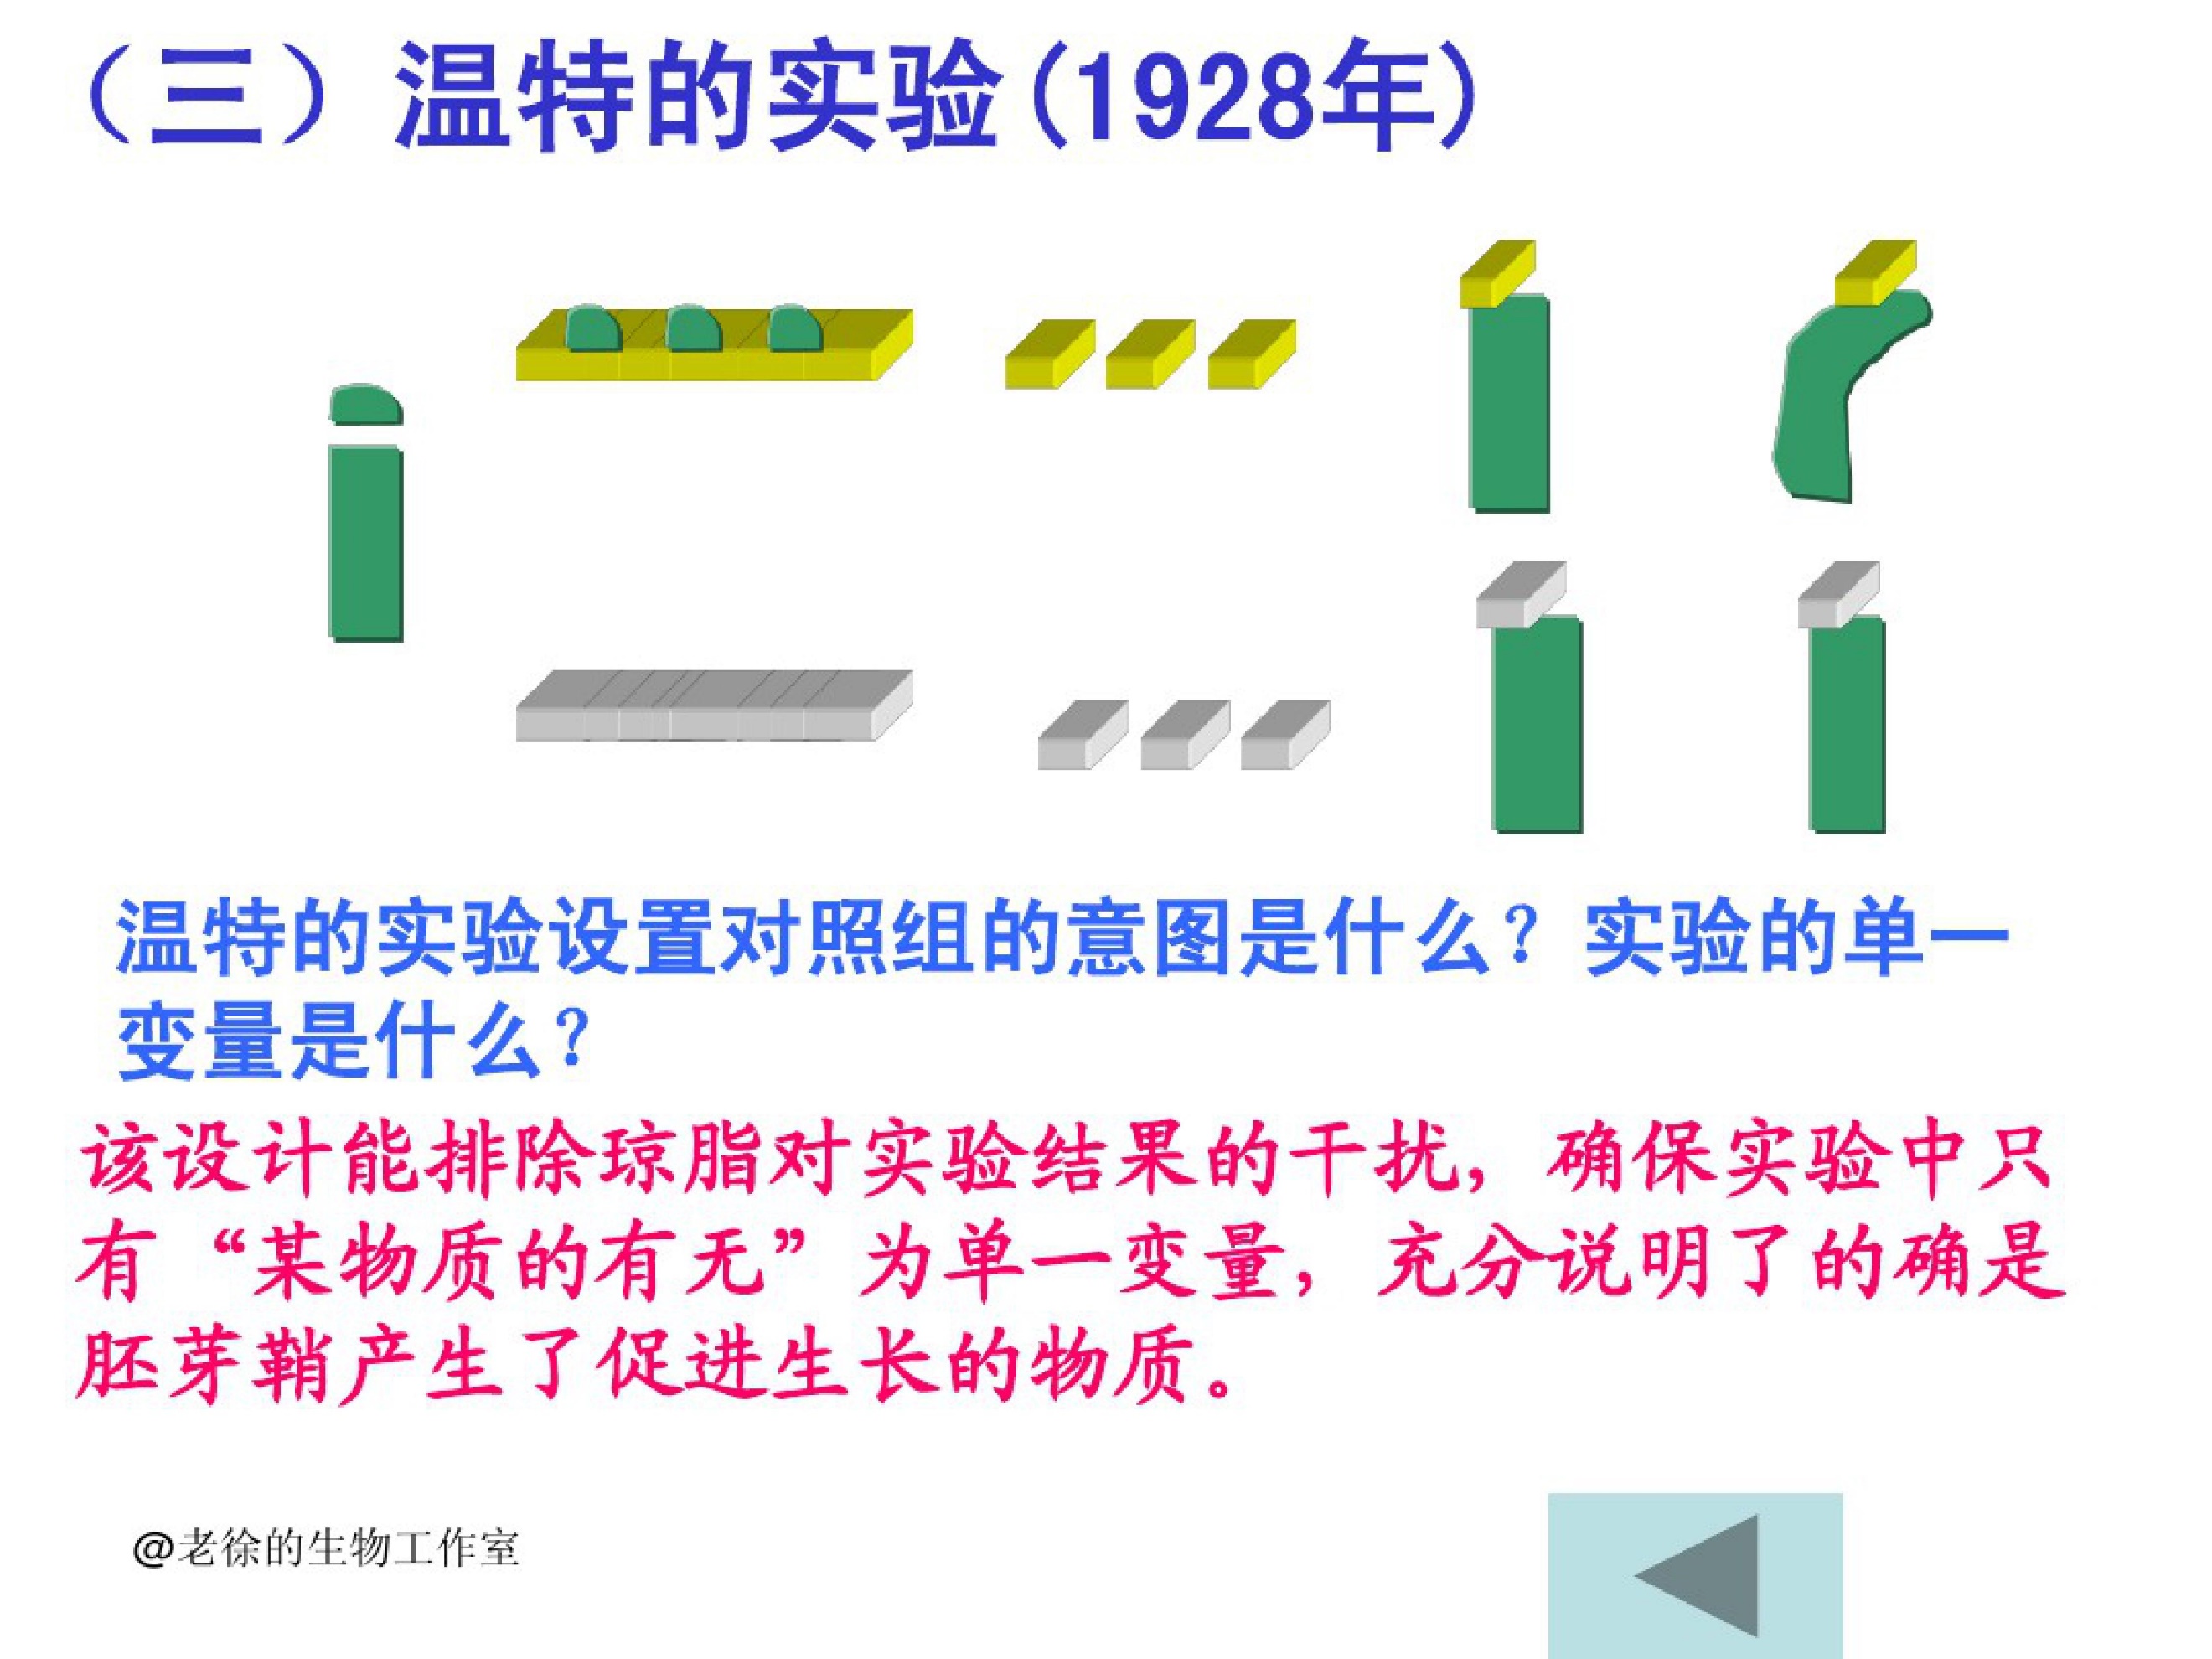 （三）温特的实验(1928年)
温特的实验设置对照组的意图是什么？实验的单一
变量是什么？
该设计能排除琼脂对实验结果的干扰，确保实验中只
有“某物质的有无”为单一变量，充分说明了的确是
胚芽鞘产生了促进生长的物质。
@老徐的生物工作室